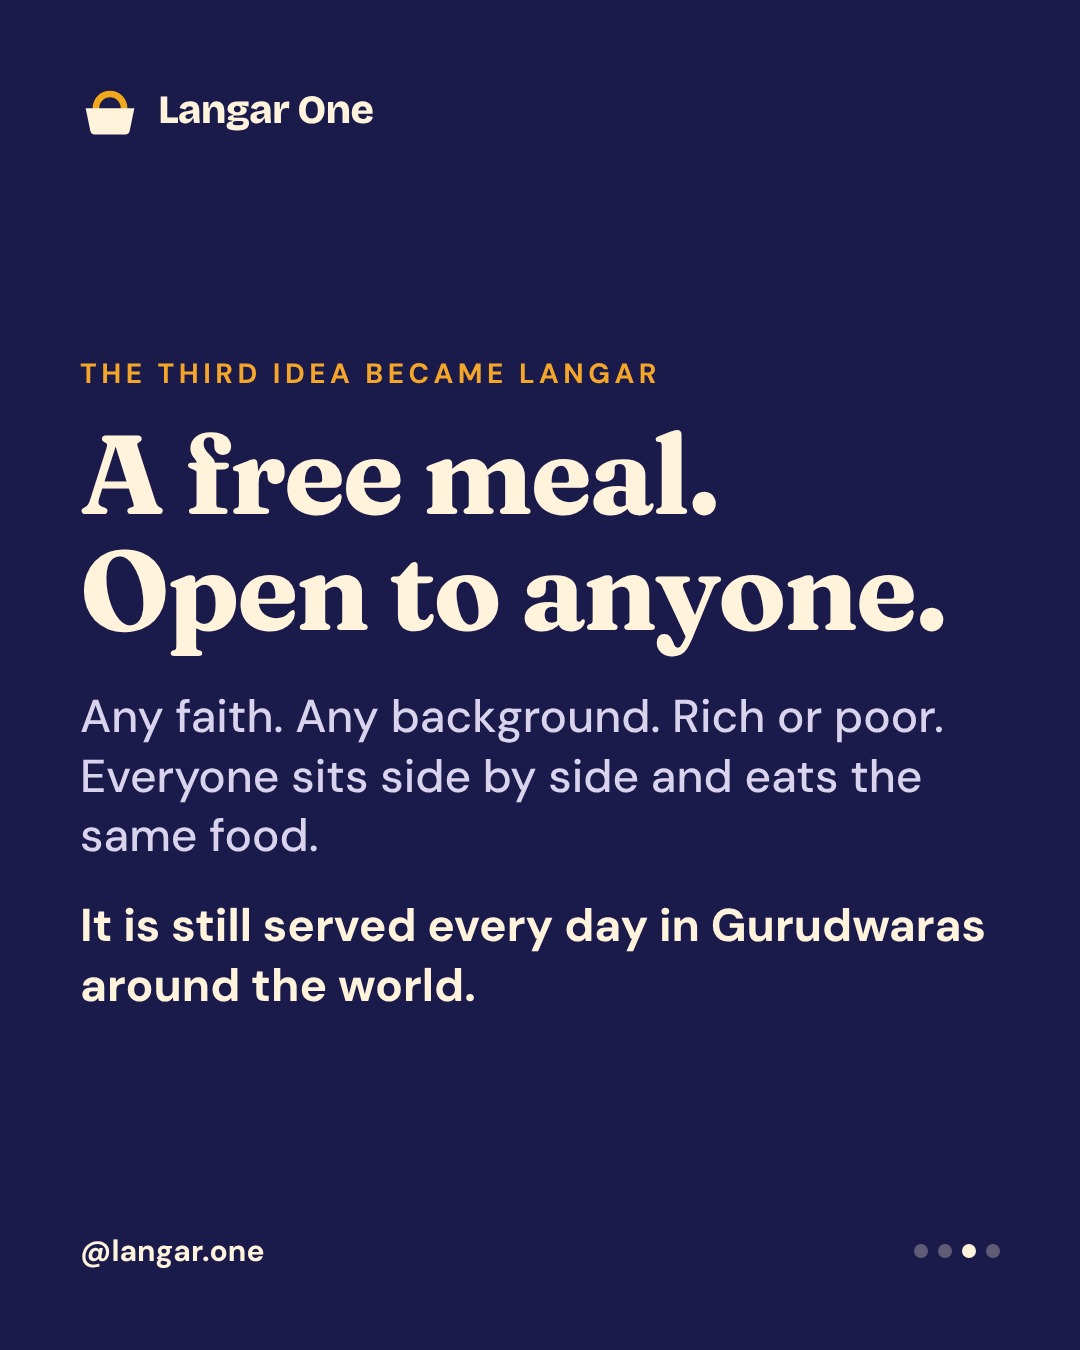 Langar One
THE THIRD IDEA BECAME LANGAR
A free meal.
Open to anyone.
Any faith. Any background. Rich or poor.
Everyone sits side by side and eats the
same food.
It is still served every day in Gurudwaras
around the world.
@langar.one